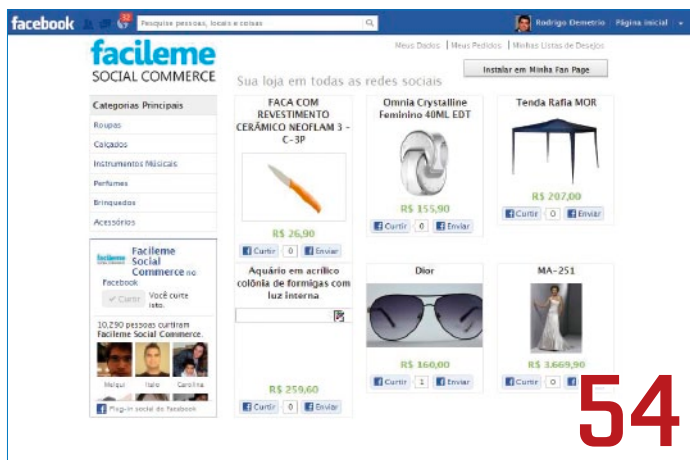 facebook
32
Pesquise pessoas, locais e coisas
Rodrigo Demetrio
Página inicial
facileme
SOCIAL COMMERCE
Meus Dados | Meus Pedidos | Minhas Listas de Desejos
Instalar em Minha Fan Page
Sua loja em todas as redes sociais
Categorias Principais
Roupas
Calçados
Instrumentos Músicais
Perfumes
Brinquedos
Acessórios
FACA COM
REVESTIMENTO
CERÂMICO NEOFLAM 3 -
C-3P
R$ 26,90
Curtir 0 Enviar
Omnia Crystalline
Feminino 40ML EDT
R$ 155,90
Curtir 0 Enviar
Tenda Rafia MOR
R$ 207,00
Curtir 0 Enviar
facileme
Facileme
Social
Commerce no
Facebook
Curtir
Você curte
isto.
10.290 pessoas curtiram
Facileme Social Commerce.
Melqui
Italo
Carolina
Plug-in social do Facebook
Aquário em acrílico
colônia de formigas com
luz interna
R$ 259,60
Curtir 0 Enviar
Dior
R$ 160,00
Curtir 1 Enviar
MA-251
R$ 3.669,90
Curtir 0
54